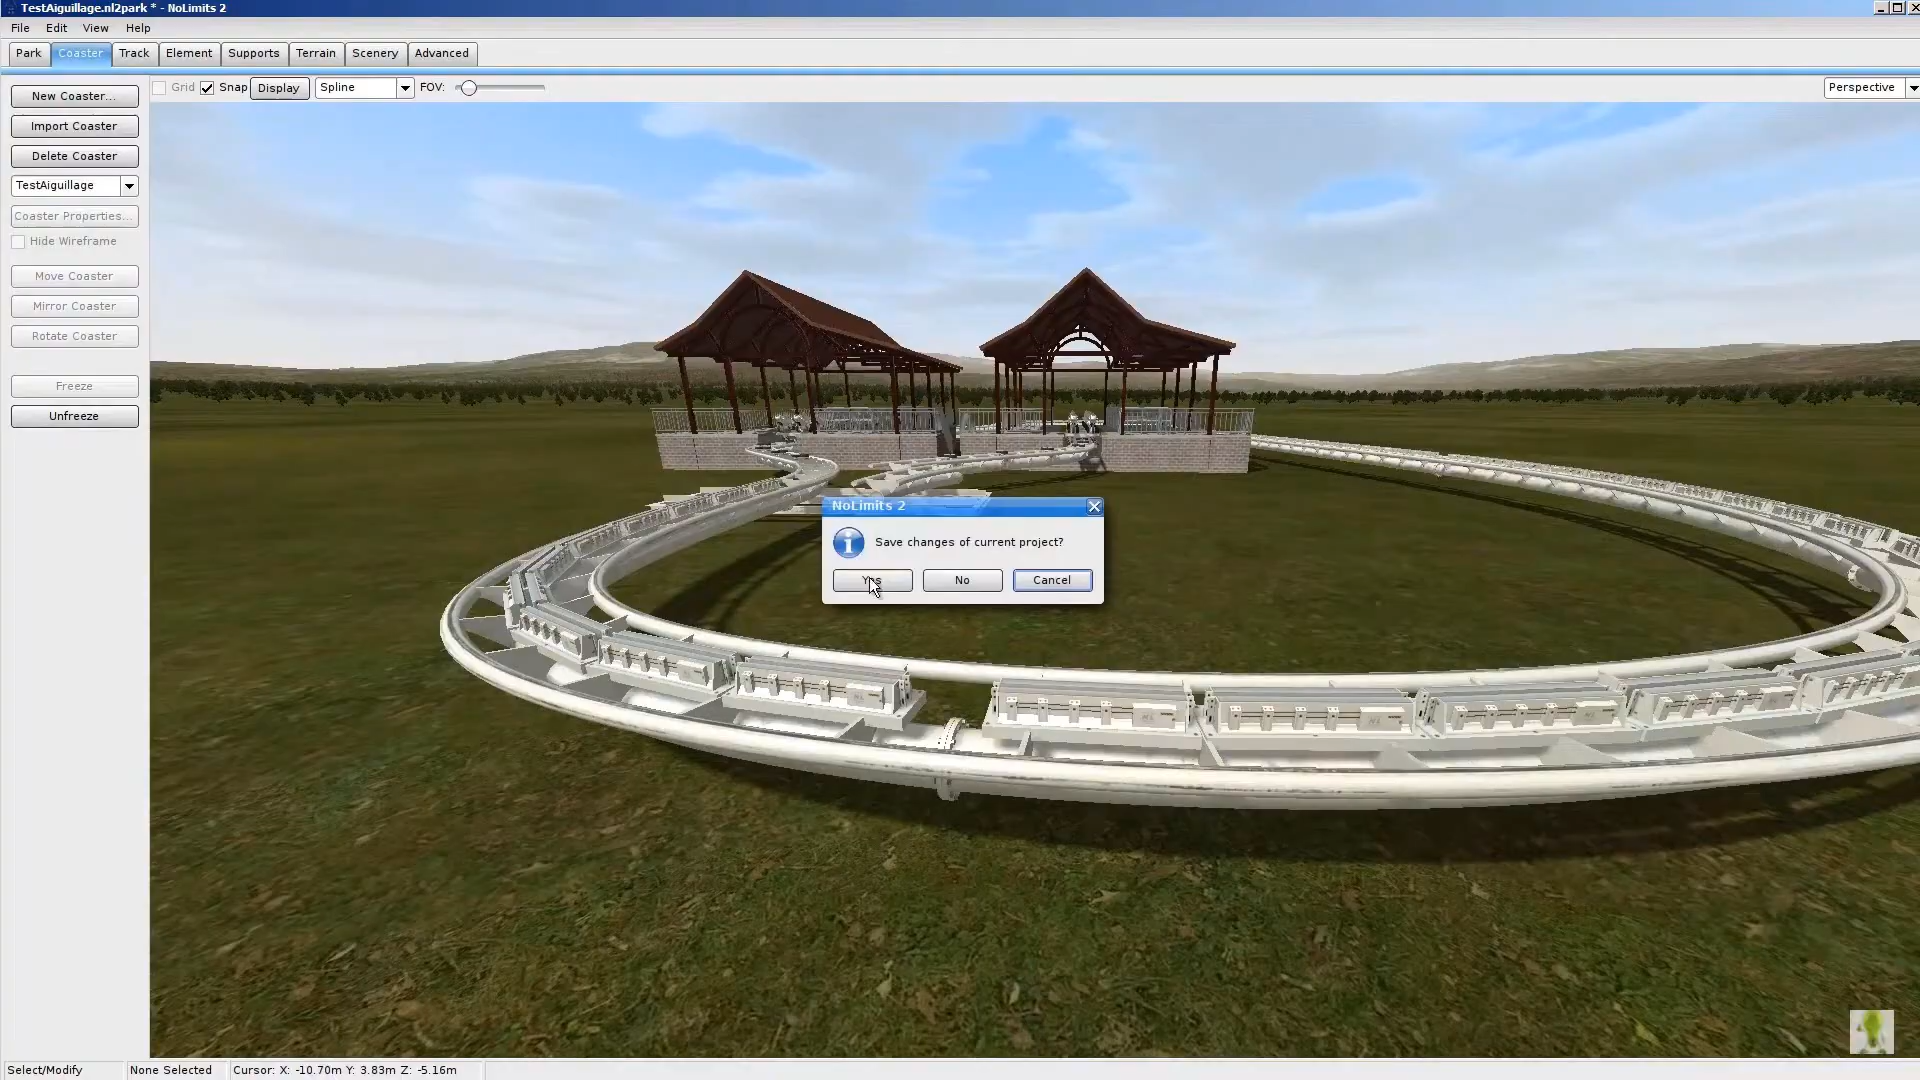 TestAiguillage.nl2park * - NoLimits 2
File Edit View Help
Park Coaster Track Element Supports Terrain Scenery Advanced
Grid Snap Display Spline FOV: Perspective
New Coaster...
Import Coaster
Delete Coaster
TestAiguillage
Coaster Properties...
Hide Wireframe
Move Coaster
Mirror Coaster
Rotate Coaster
Freeze
Unfreeze
NoLimits 2
Save changes of current project?
Yes No Cancel
Select/Modify None Selected Cursor: X: -10.70m Y: 3.83m Z: -5.16m